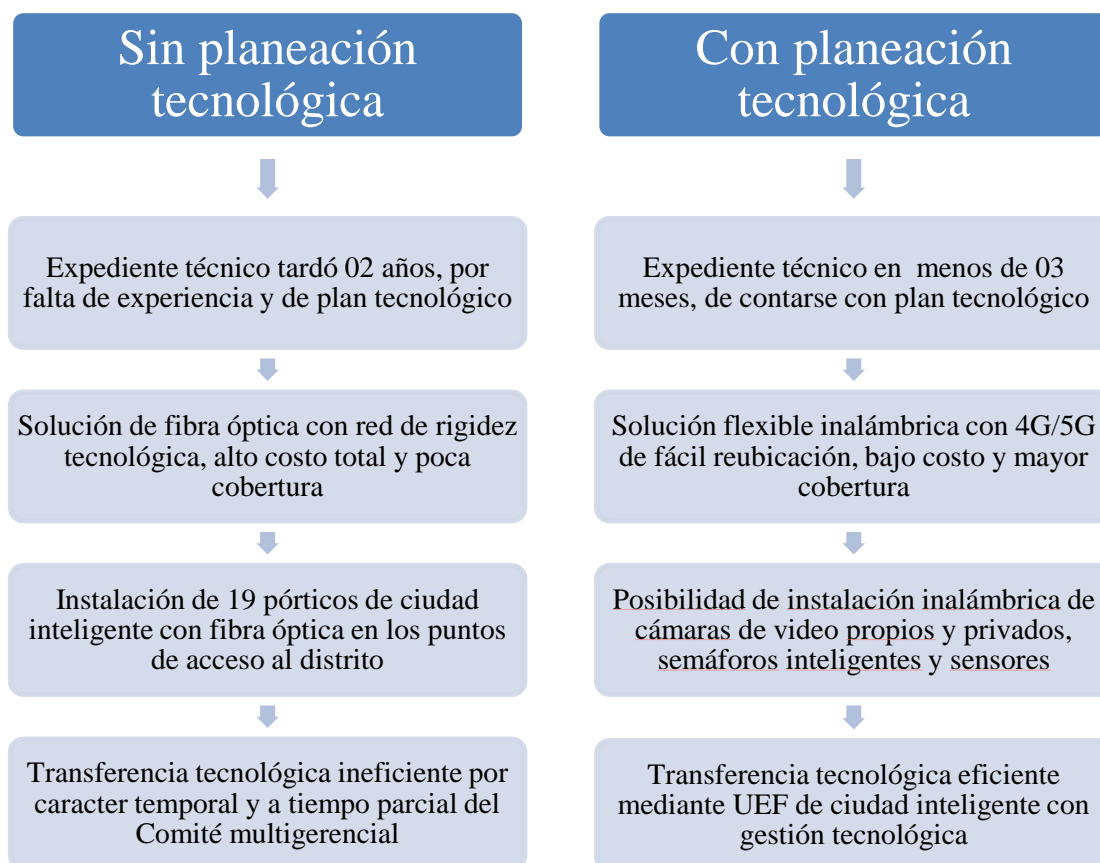 Sin planeación
tecnológica
Expediente técnico tardó 02 años, por
falta de experiencia y de plan tecnológico
Solución de fibra óptica con red de rigidez
tecnológica, alto costo total y poca
cobertura
Instalación de 19 pórticos de ciudad
inteligente con fibra óptica en los puntos
de acceso al distrito
Transferencia tecnológica ineficiente por
caracter temporal y a tiempo parcial del
Comité multigerencial
Con planeación
tecnológica
Expediente técnico en  menos de 03
meses, de contarse con plan tecnológico
Solución flexible inalámbrica con 4G/5G
de fácil reubicación, bajo costo y mayor
cobertura
Posibilidad de instalación inalámbrica de
cámaras de video propios y privados,
semáforos inteligentes y sensores
Transferencia tecnológica eficiente
mediante UEF de ciudad inteligente con
gestión tecnológica